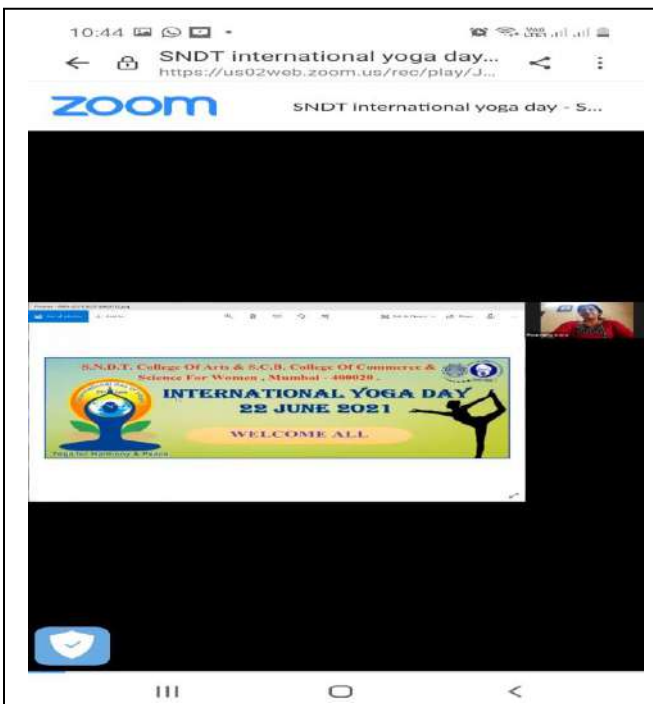 10:44
SNDT international yoga day...
https://us02web.zoom.us/rec/play/J...
zoom
SNDT international yoga day - S...
S.N.D.T. College Of Arts & S.C.B. College Of Commerce &
Science For Women , Mumbai - 400020 .
INTERNATIONAL YOGA DAY
22 JUNE 2021
WELCOME ALL
Yoga for Harmony & Peace